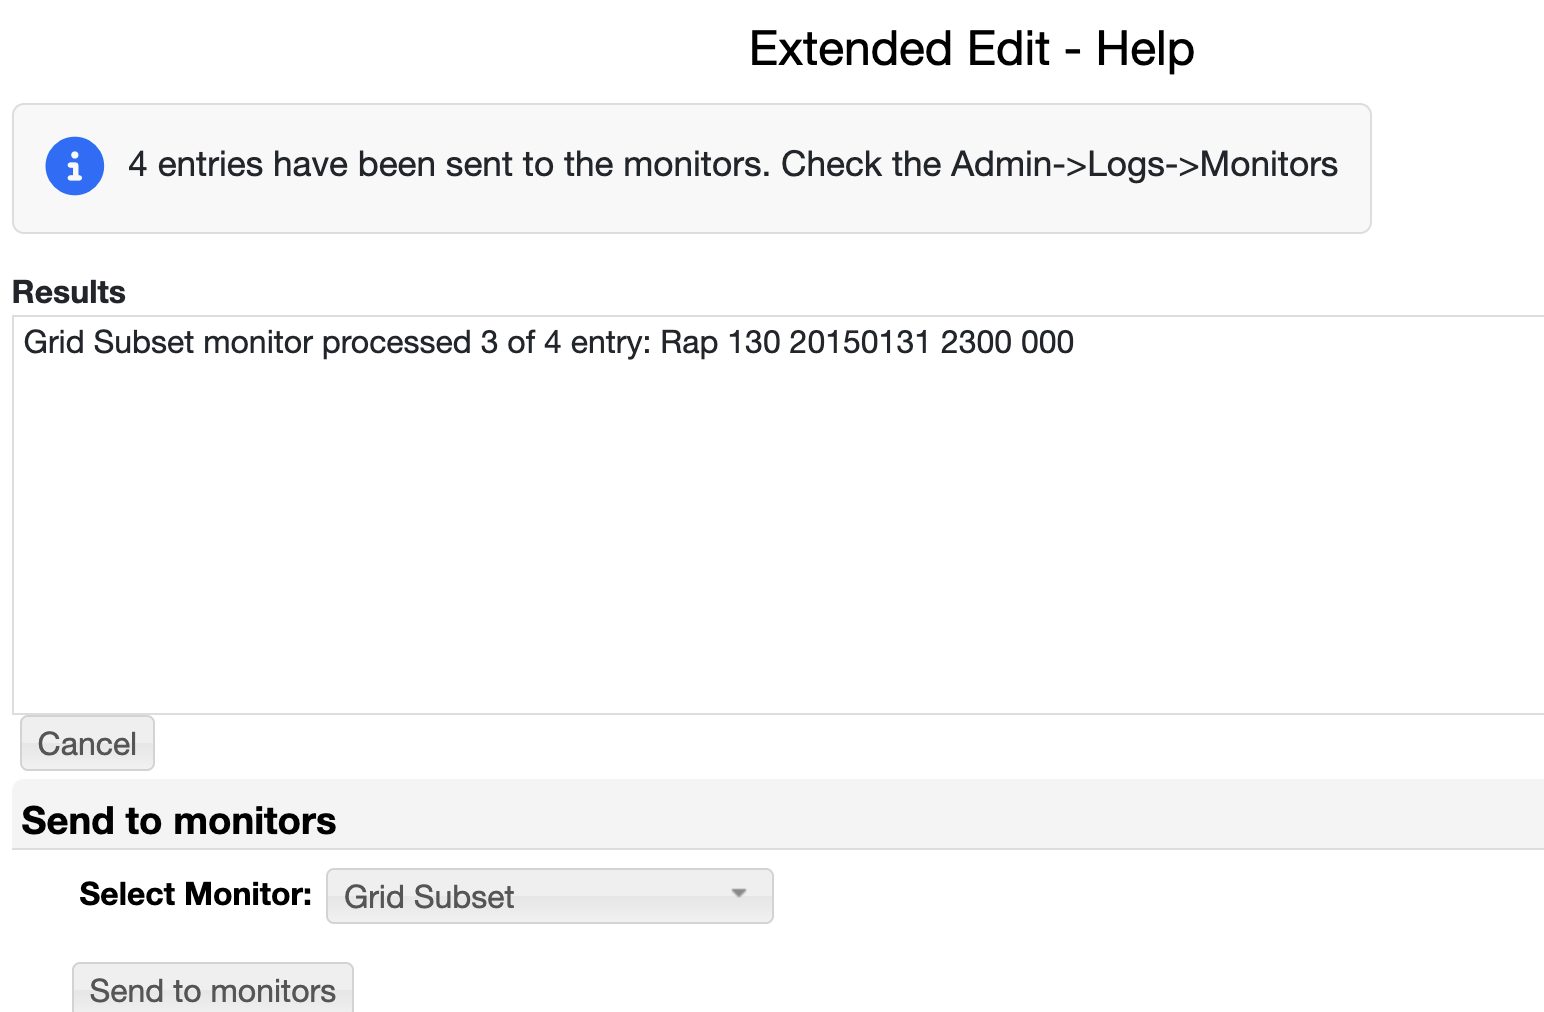 Extended Edit - Help
4 entries have been sent to the monitors. Check the Admin->Logs->Monitors
Results
Grid Subset monitor processed 3 of 4 entry: Rap 130 20150131 2300 000
Cancel
Send to monitors
Select Monitor: Grid Subset
Send to monitors